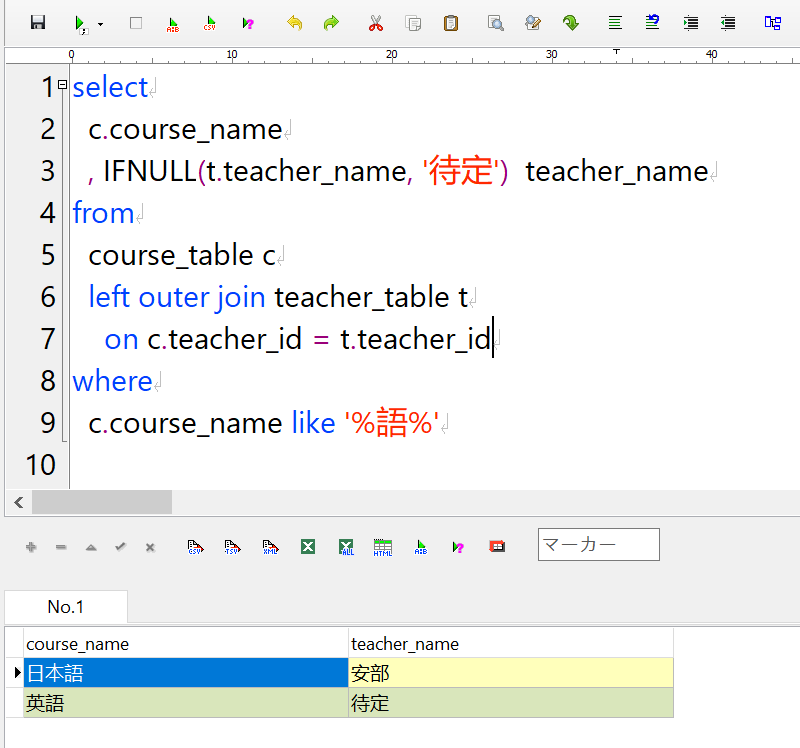 0 10 20 30 40
1 select
2 c.course_name
3 , IFNULL(t.teacher_name, '待定') teacher_name
4 from
5 course_table c
6 left outer join teacher_table t
7 on c.teacher_id = t.teacher_id
8 where
9 c.course_name like '%語%'
10
マーカー
No.1
course_name teacher_name
日本語 安部
英語 待定